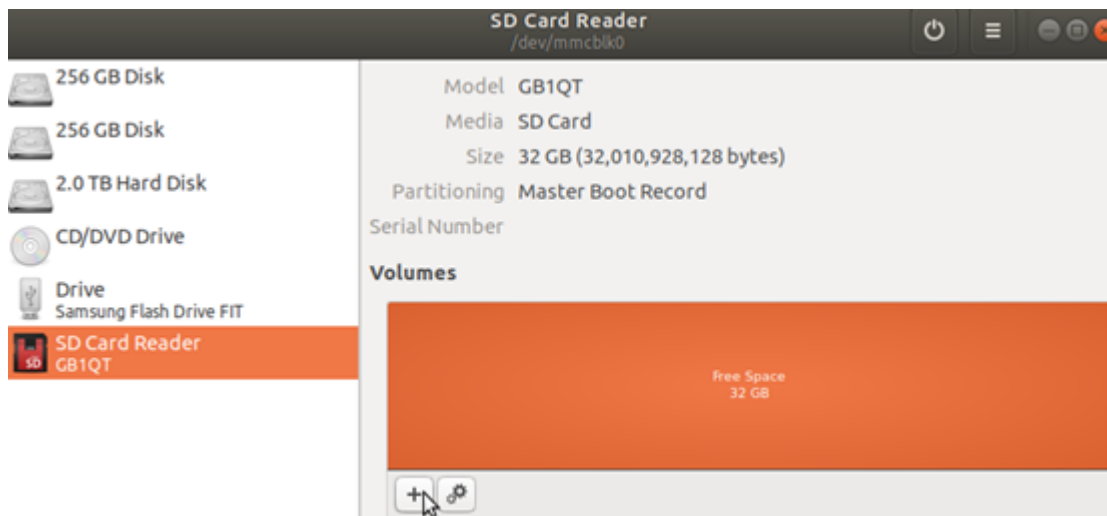 SD Card Reader
/dev/mmcblk0
256 GB Disk
256 GB Disk
2.0 TB Hard Disk
CD/DVD Drive
Drive
Samsung Flash Drive FIT
SD Card Reader
GB1QT
Model GB1QT
Media SD Card
Size 32 GB (32,010,928,128 bytes)
Partitioning Master Boot Record
Serial Number
Volumes
Free Space
32 GB